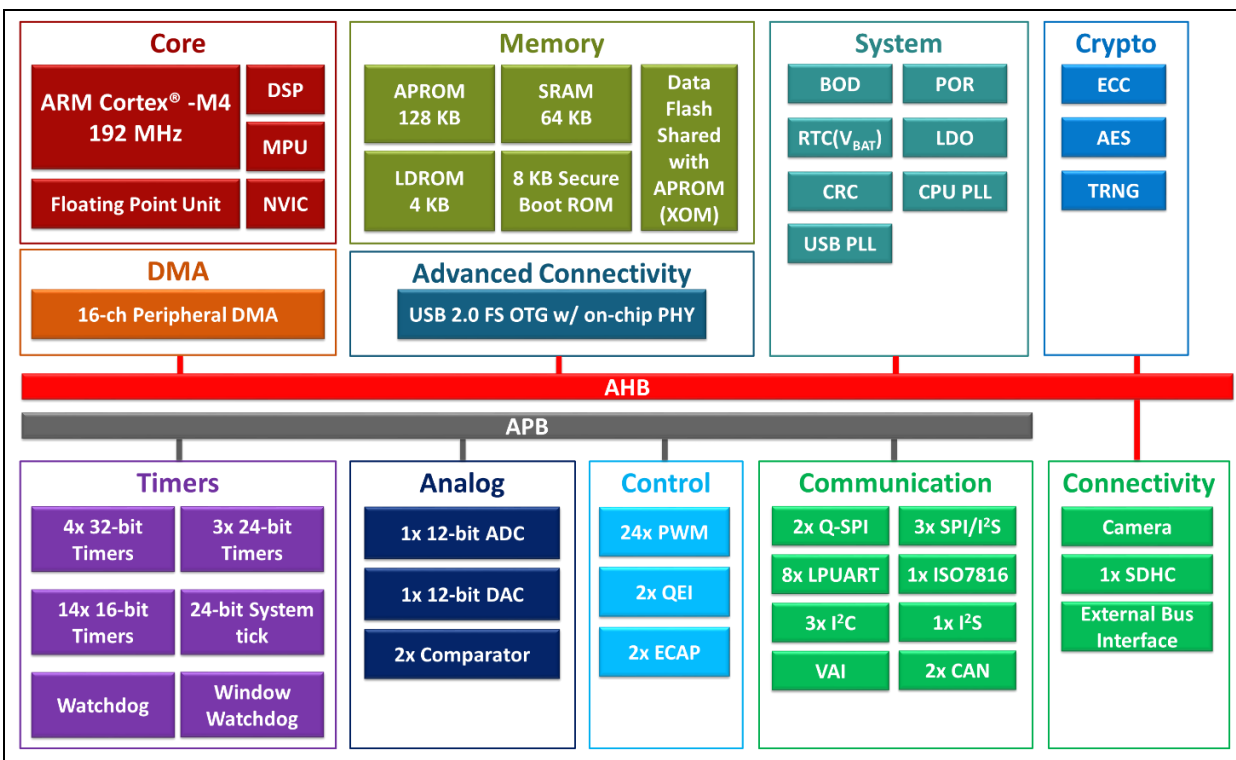 Core
ARM Cortex® -M4
192 MHz
DSP
MPU
Floating Point Unit
NVIC
Memory
APROM
128 KB
SRAM
64 KB
Data
Flash
Shared
with
APROM
(XOM)
LDROM
4 KB
8 KB Secure
Boot ROM
System
BOD
POR
RTC(VBAT)
LDO
CRC
CPU PLL
USB PLL
Crypto
ECC
AES
TRNG
DMA
16-ch Peripheral DMA
Advanced Connectivity
USB 2.0 FS OTG w/ on-chip PHY
AHB
APB
Timers
4x 32-bit
Timers
3x 24-bit
Timers
14x 16-bit
Timers
24-bit System
tick
Watchdog
Window
Watchdog
Analog
1x 12-bit ADC
1x 12-bit DAC
2x Comparator
Control
24x PWM
2x QEI
2x ECAP
Communication
2x Q-SPI
3x SPI/I²S
8x LPUART
1x ISO7816
3x I²C
1x I²S
VAI
2x CAN
Connectivity
Camera
1x SDHC
External Bus
Interface